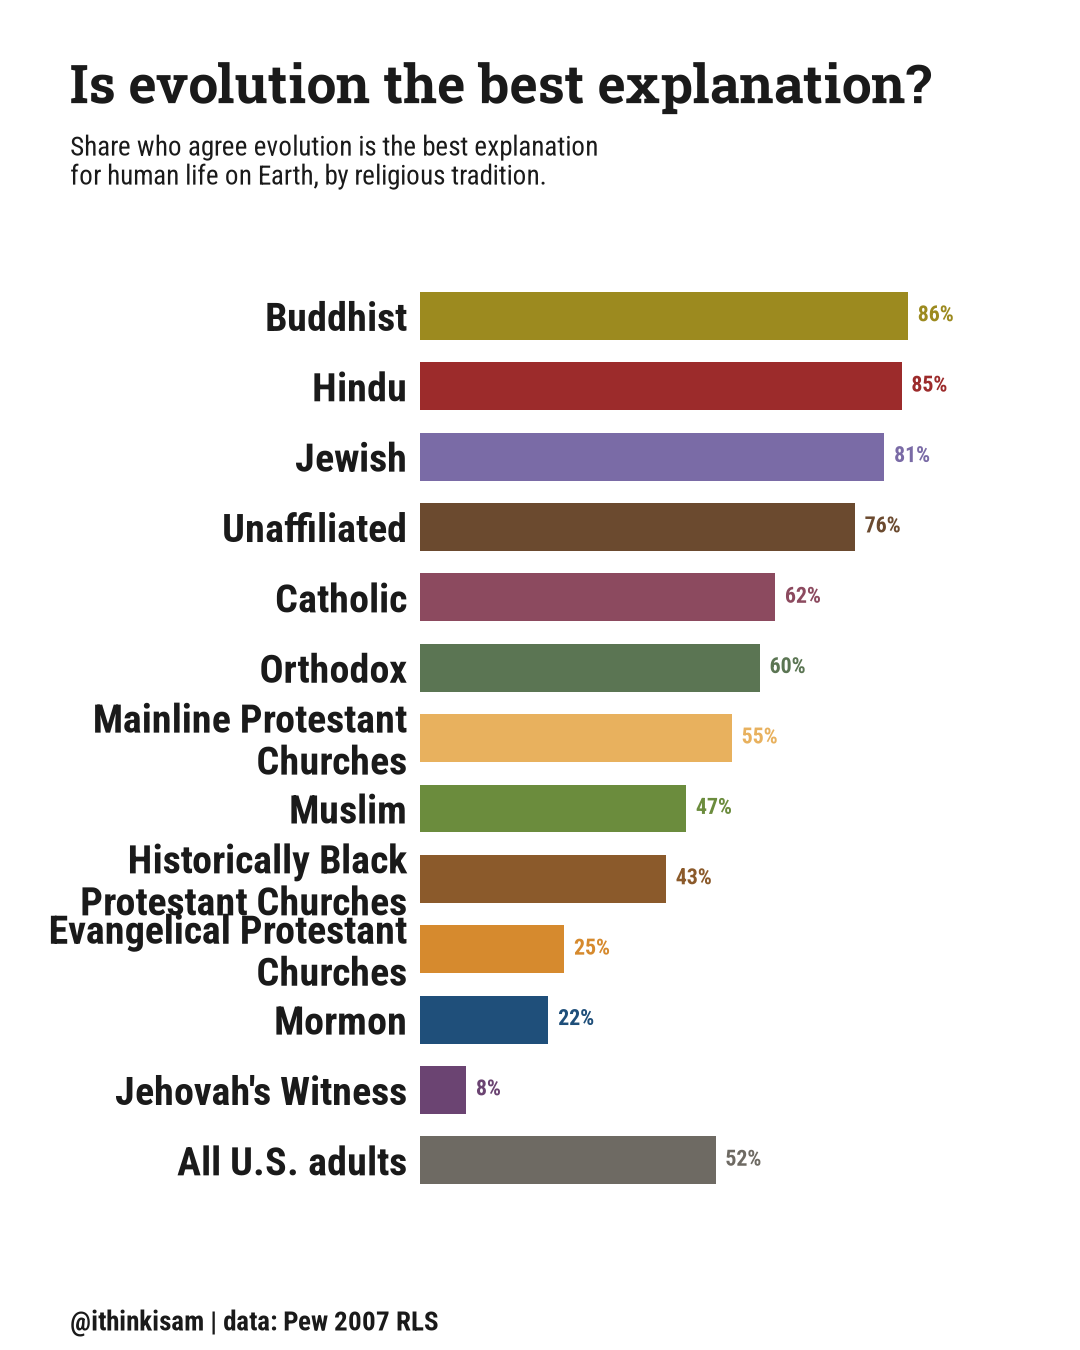 Is evolution the best explanation?
Share who agree evolution is the best explanation
for human life on Earth, by religious tradition.
Buddhist 86%
Hindu 85%
Jewish 81%
Unaffiliated 76%
Catholic 62%
Orthodox 60%
Mainline Protestant
Churches 55%
Muslim 47%
Historically Black
Protestant Churches 43%
Evangelical Protestant
Churches 25%
Mormon 22%
Jehovah's Witness 8%
All U.S. adults 52%
@ithinkisam | data: Pew 2007 RLS